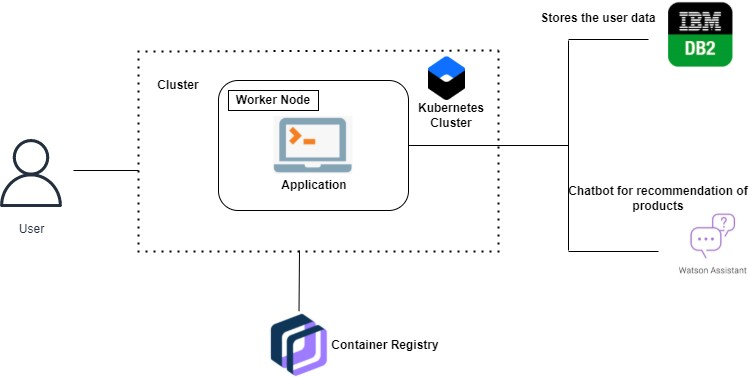 Stores the user data
IBM
DB2
Cluster
Worker Node
Kubernetes
Cluster
Application
Chatbot for recommendation of
products
User
Watson Assistant
Container Registry